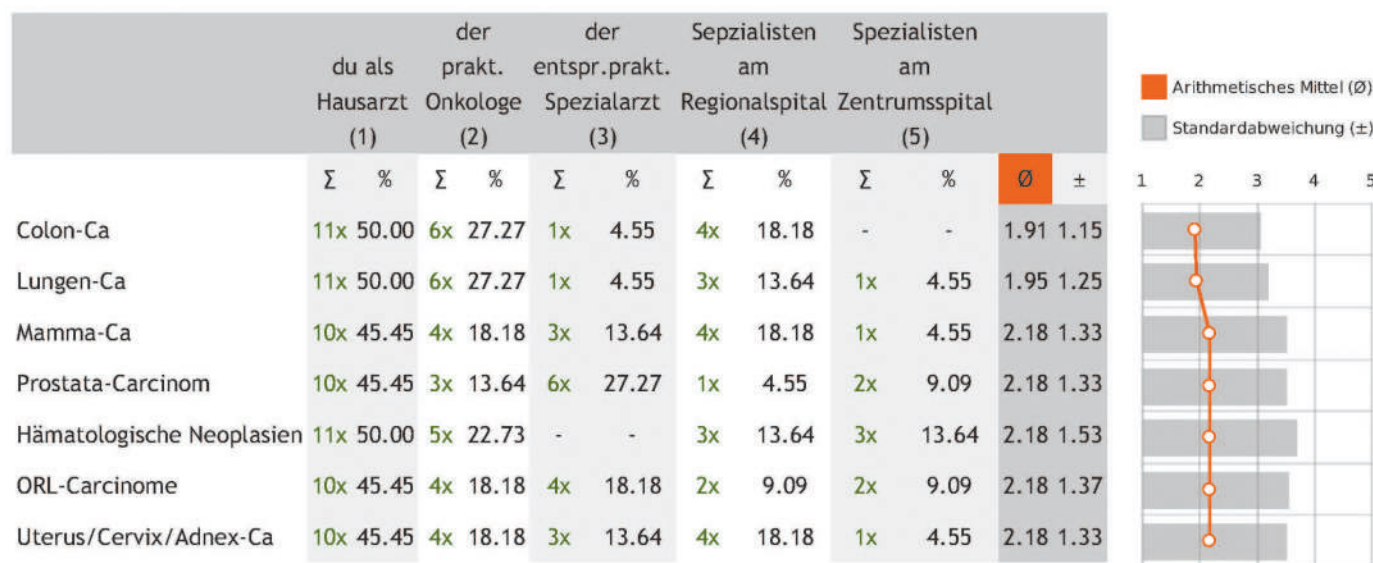 du als Hausarzt (1) der prakt. Onkologe (2) der entspr.prakt. Spezialarzt (3) Sepzialisten am Regionalspital (4) Spezialisten am Zentrumsspital (5)
Arithmetisches Mittel (Ø)
Standardabweichung (±)
Σ % Σ % Σ % Σ % Σ % Ø ± 1 2 3 4 5
Colon-Ca 11x 50.00 6x 27.27 1x 4.55 4x 18.18 - - 1.91 1.15
Lungen-Ca 11x 50.00 6x 27.27 1x 4.55 3x 13.64 1x 4.55 1.95 1.25
Mamma-Ca 10x 45.45 4x 18.18 3x 13.64 4x 18.18 1x 4.55 2.18 1.33
Prostata-Carcinom 10x 45.45 3x 13.64 6x 27.27 1x 4.55 2x 9.09 2.18 1.33
Hämatologische Neoplasien 11x 50.00 5x 22.73 - - 3x 13.64 3x 13.64 2.18 1.53
ORL-Carcinome 10x 45.45 4x 18.18 4x 18.18 2x 9.09 2x 9.09 2.18 1.37
Uterus/Cervix/Adnex-Ca 10x 45.45 4x 18.18 3x 13.64 4x 18.18 1x 4.55 2.18 1.33